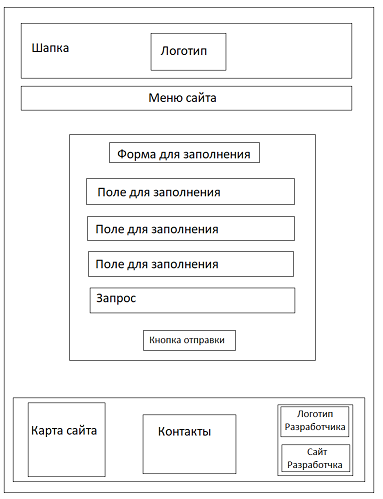 Шапка
Логотип
Меню сайта
Форма для заполнения
Поле для заполнения
Поле для заполнения
Поле для заполнения
Запрос
Кнопка отправки
Карта сайта
Контакты
Логотип
Разработчика
Сайт
Разработчка